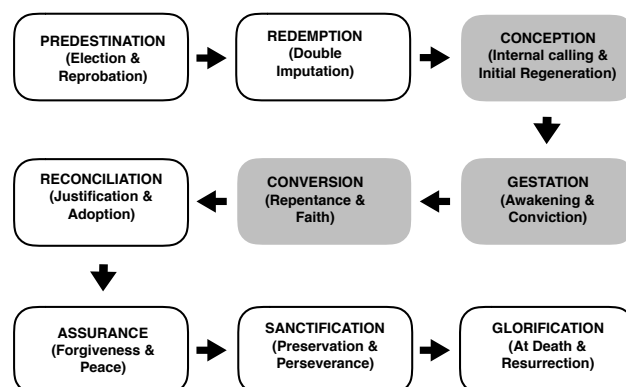 PREDESTINATION
(Election &
Reprobation)
REDEMPTION
(Double
Imputation)
CONCEPTION
(Internal calling &
Initial Regeneration)
GESTATION
(Awakening &
Conviction)
CONVERSION
(Repentance &
Faith)
RECONCILIATION
(Justification &
Adoption)
ASSURANCE
(Forgiveness &
Peace)
SANCTIFICATION
(Preservation &
Perseverance)
GLORIFICATION
(At Death &
Resurrection)